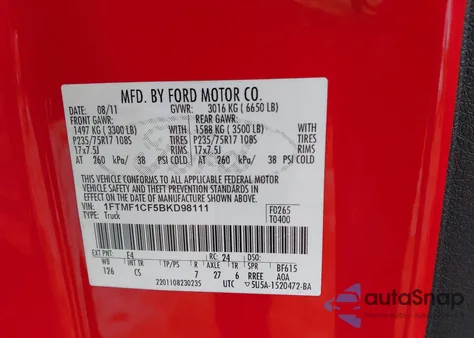 MFD. BY FORD MOTOR CO.
DATE: 08/11 GVWR: 3016 KG ( 6650 LB)
FRONT GAWR: REAR GAWR:
1497 KG ( 3300 LB) WITH 1588 KG ( 3500 LB) WITH
P235/75R17 108S TIRES P235/75R17 108S TIRES
17x7.5J RIMS 17x7.5J RIMS
AT 260 kPa/ 38 PSI COLD AT 260 kPa/ 38 PSI COLD
THIS VEHICLE CONFORMS TO ALL APPLICABLE FEDERAL MOTOR
VEHICLE SAFETY AND THEFT PREVENTION STANDARDS IN
EFFECT ON THE DATE OF MANUFACTURE SHOWN ABOVE.
VIN: 1FTMF1CF5BKD98111 F0265
TYPE: Truck T0400
EXT PNT: E4 RC: 24 DSO:
WB TP/PS R AXLE TR SPR BF615
126 CS 7 27 6 RREE A0A
2201108230235 UTC 5U5A-1520472-BA
autoSnap